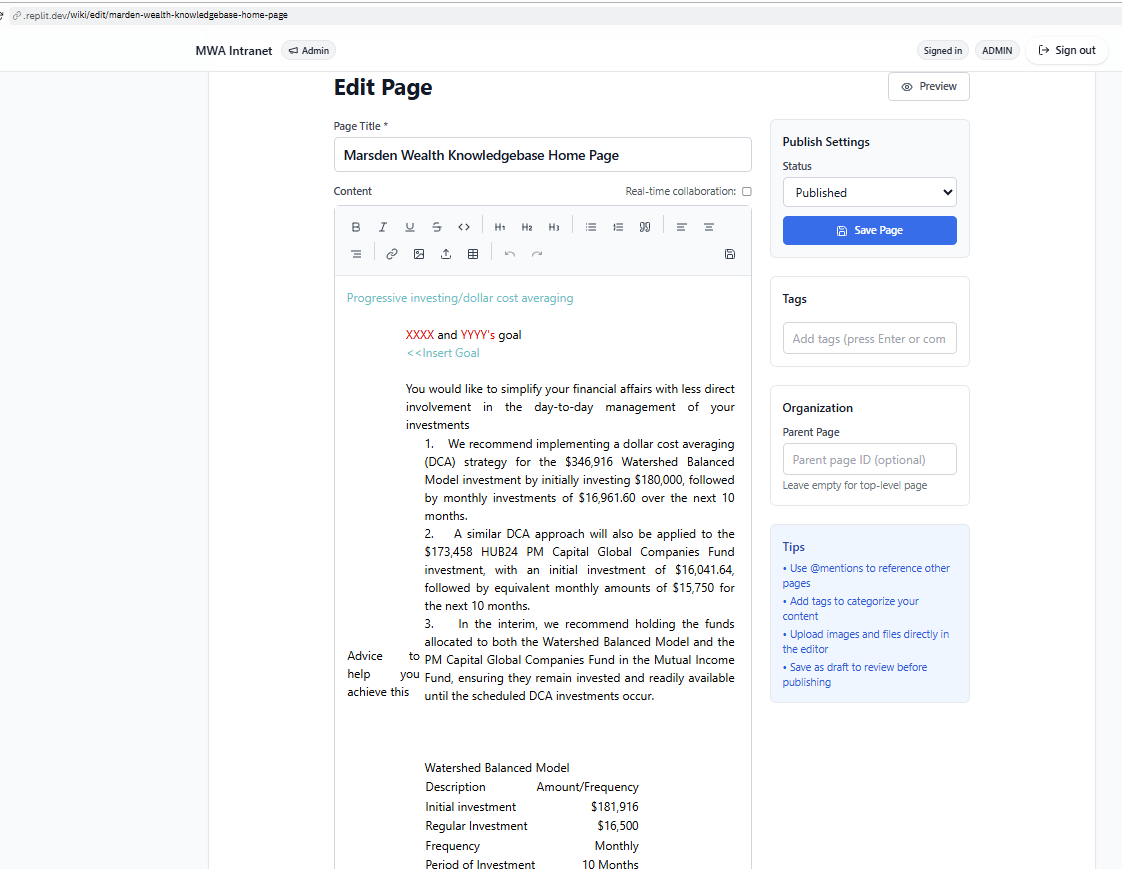 .replit.dev/wiki/edit/marden-wealth-knowledgebase-home-page
MWA Intranet
Admin
Signed in
ADMIN
Sign out
Edit Page
Preview
Page Title *
Marsden Wealth Knowledgebase Home Page
Content
Real-time collaboration:
B I U S <> H1 H2 H3
Progressive investing/dollar cost averaging
XXXX and YYYY's goal
<<Insert Goal
You would like to simplify your financial affairs with less direct
involvement in the day-to-day management of your
investments
1. We recommend implementing a dollar cost averaging
(DCA) strategy for the $346,916 Watershed Balanced
Model investment by initially investing $180,000, followed
by monthly investments of $16,961.60 over the next 10
months.
2. A similar DCA approach will also be applied to the
$173,458 HUB24 PM Capital Global Companies Fund
investment, with an initial investment of $16,041.64,
followed by equivalent monthly amounts of $15,750 for
the next 10 months.
3. In the interim, we recommend holding the funds
allocated to both the Watershed Balanced Model and the
PM Capital Global Companies Fund in the Mutual Income
Fund, ensuring they remain invested and readily available
until the scheduled DCA investments occur.
Advice to
help you
achieve this
Watershed Balanced Model
Description Amount/Frequency
Initial investment $181,916
Regular Investment $16,500
Frequency Monthly
Period of Investment 10 Months
Publish Settings
Status
Published
Save Page
Tags
Add tags (press Enter or com
Organization
Parent Page
Parent page ID (optional)
Leave empty for top-level page
Tips
• Use @mentions to reference other
pages
• Add tags to categorize your
content
• Upload images and files directly in
the editor
• Save as draft to review before
publishing